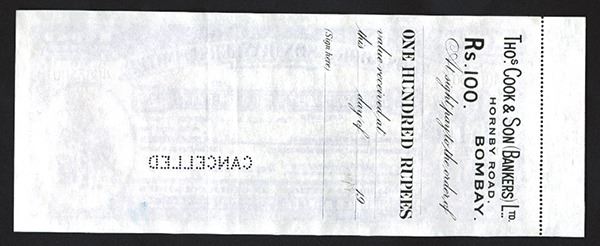 THOS COOK & SON (BANKERS) LTD.
HORNBY ROAD,
BOMBAY.
Rs. 100.
At sight pay to the order of
ONE HUNDRED RUPEES
value received at
this day of 19
(Sign here)
CANCELLED